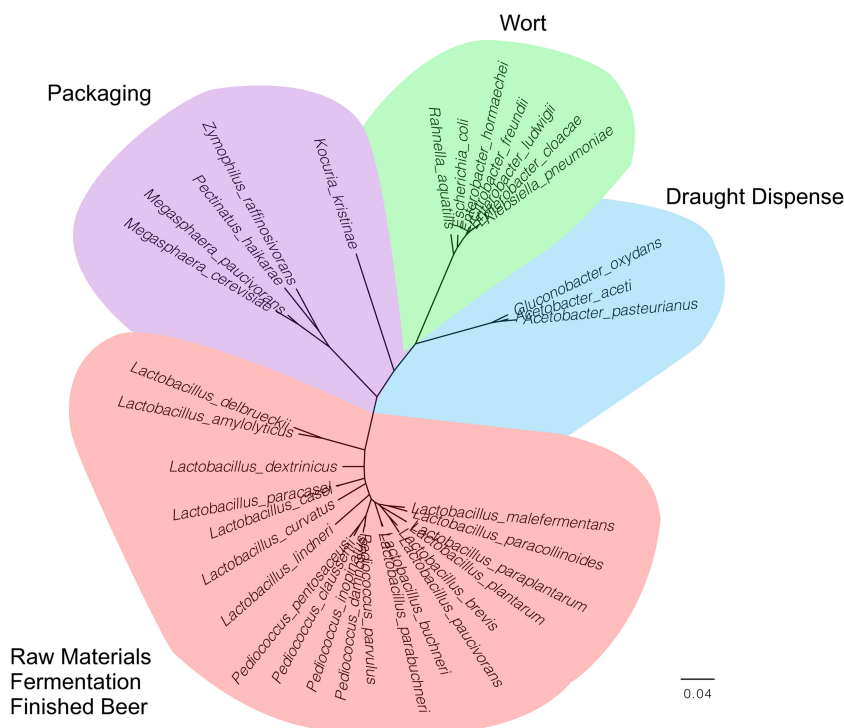 Wort
Packaging
Zymophilus_raffinosivorans
Pectinatus_haikarae
Megasphaera_paucivorans
Megasphaera_cerevisiae
Kocuria_kristinae
Rahnella_aquatilis
Escherichia_coli
Enterobacter_hormaechei
Citrobacter_freundii
Enterobacter_ludwigii
Enterobacter_cloacae
Klebsiella_pneumoniae
Draught Dispense
Gluconobacter_oxydans
Acetobacter_aceti
Acetobacter_pasteurianus
Lactobacillus_delbrueckii
Lactobacillus_amylolyticus
Lactobacillus_dextrinicus
Lactobacillus_paracasei
Lactobacillus_casei
Lactobacillus_curvatus
Lactobacillus_lindneri
Pediococcus_pentosaceus
Pediococcus_claussenii
Pediococcus_inopinatus
Pediococcus_damnosus
Pediococcus_parvulus
Lactobacillus_parabuchneri
Lactobacillus_buchneri
Lactobacillus_paucivorans
Lactobacillus_brevis
Lactobacillus_plantarum
Lactobacillus_paraplantarum
Lactobacillus_paracollinoides
Lactobacillus_malefermentans
Raw Materials
Fermentation
Finished Beer
0.04